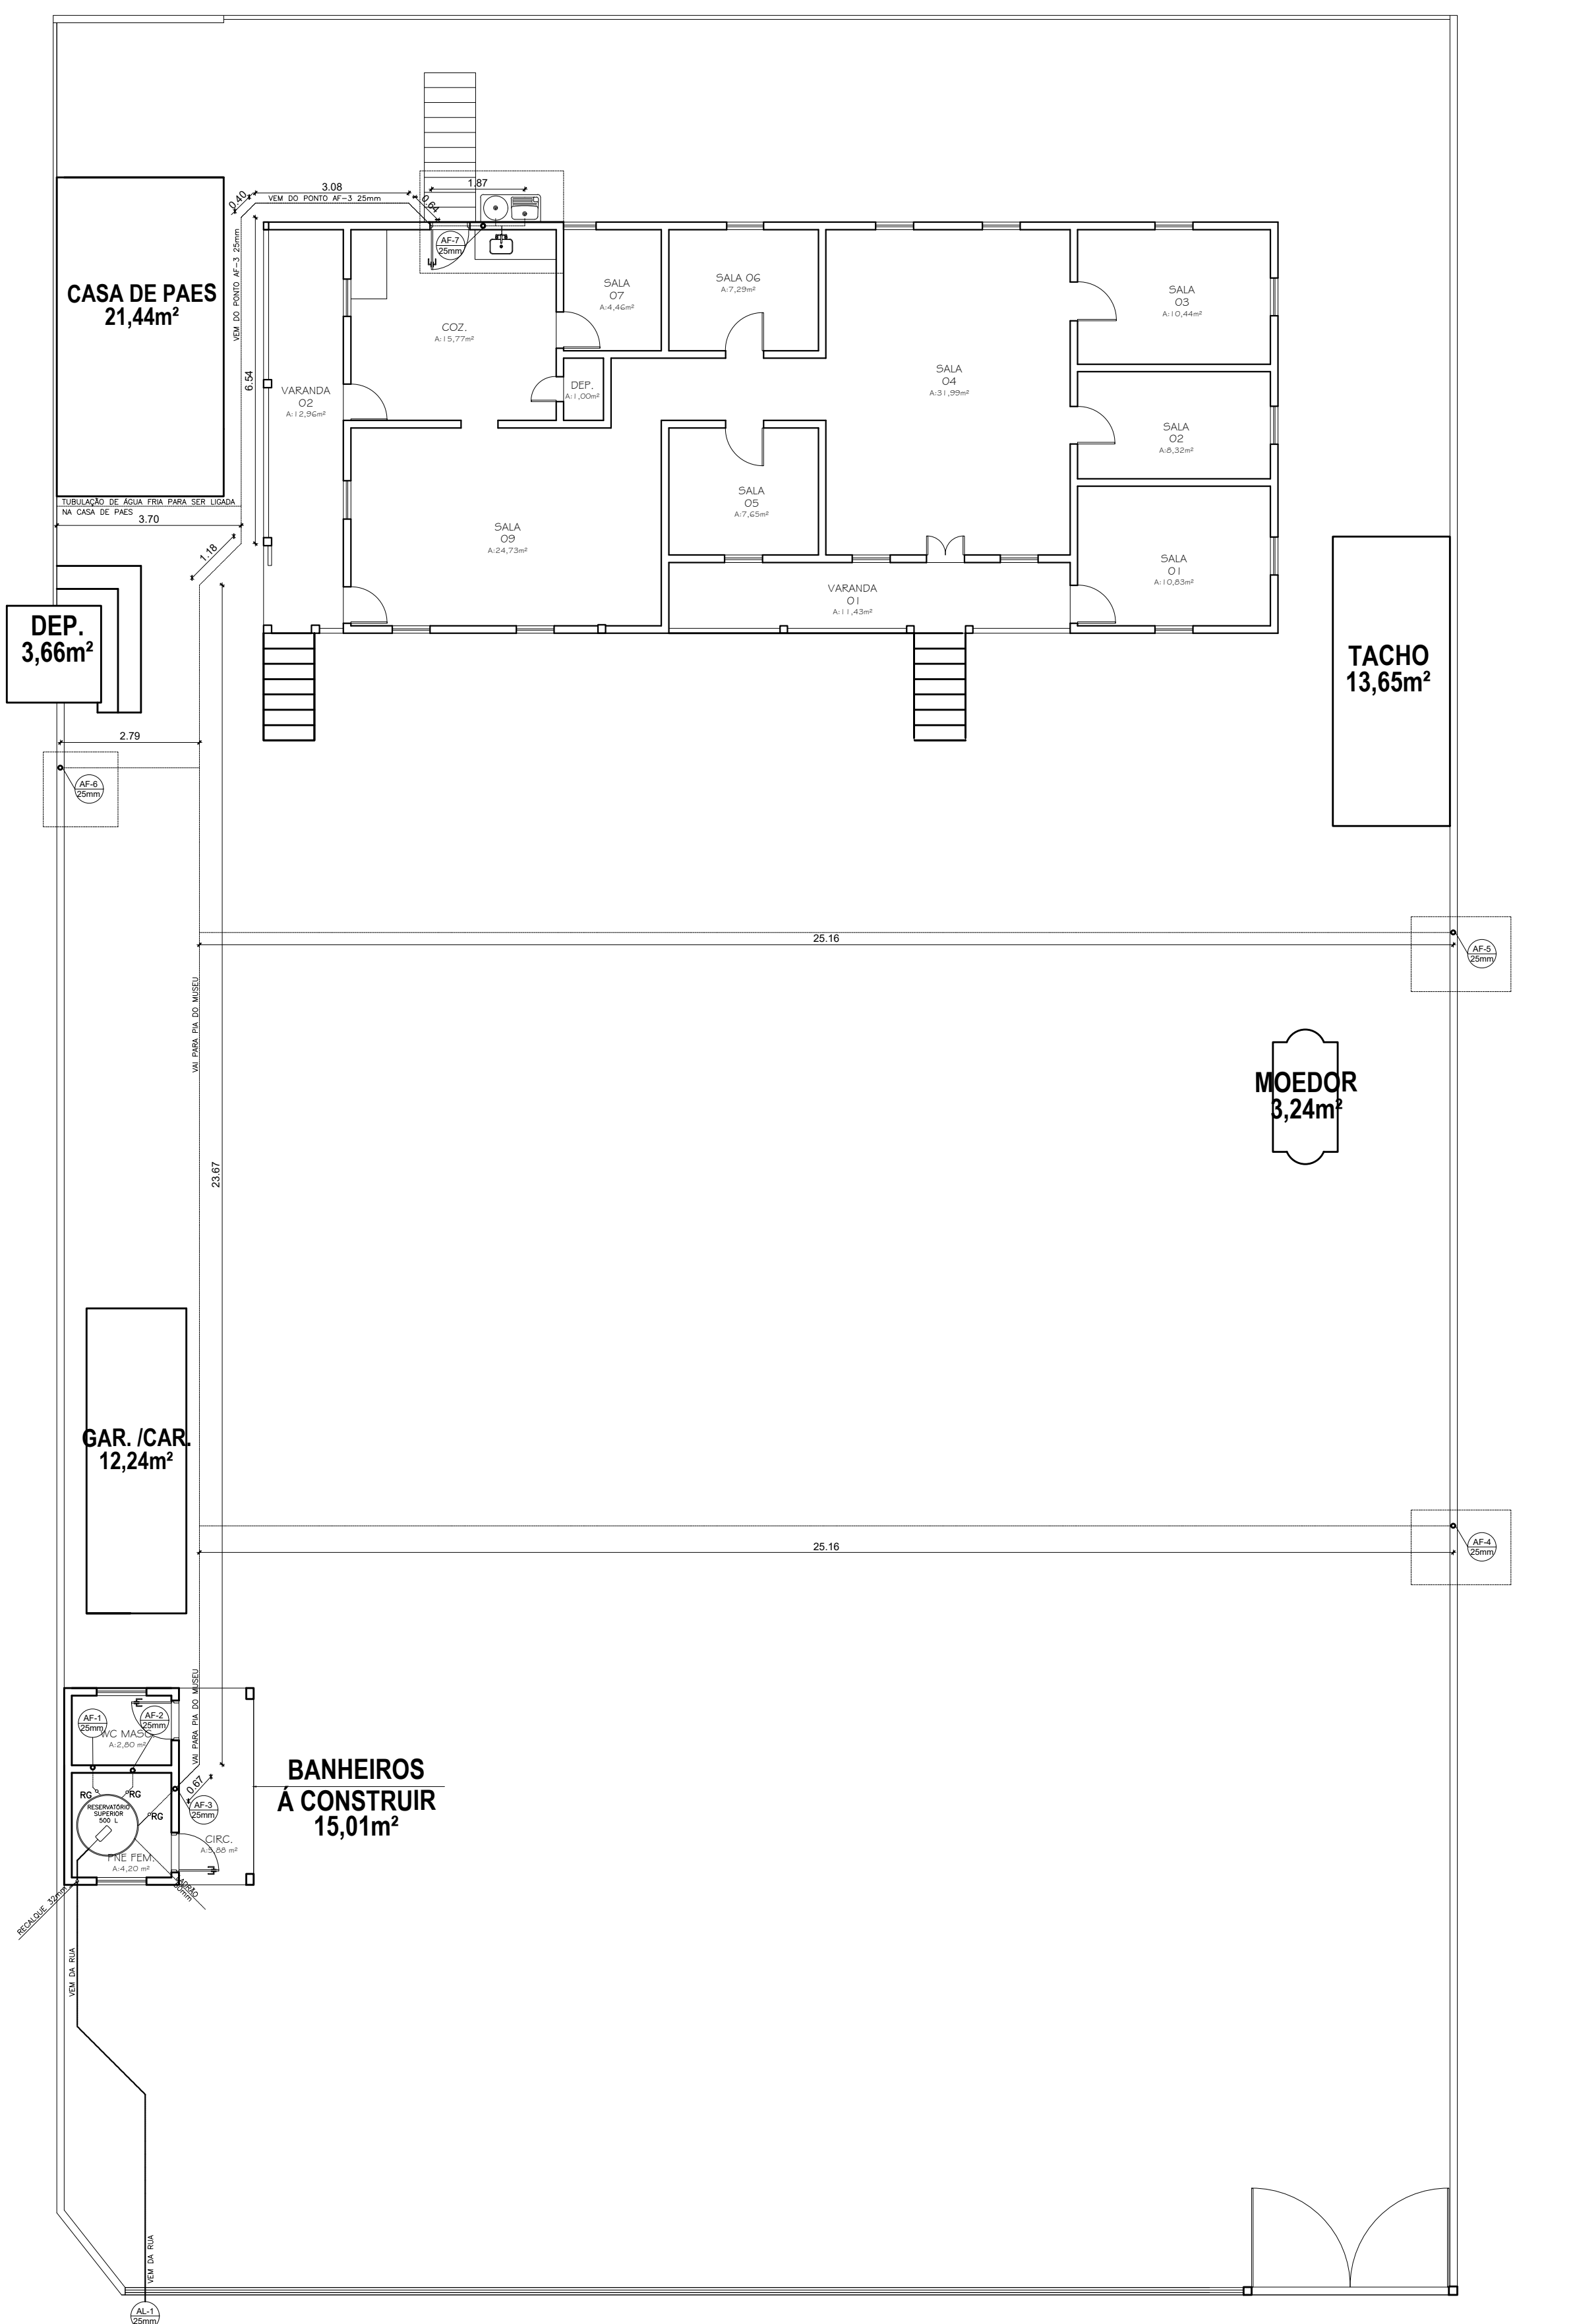 3.08
VEM DO PONTO AF-3 25mm
0.40
0.64
1.87
AF-7
25mm
CASA DE PAES
21,44m²
VEM DO PONTO AF-3 25mm
6.54
VARANDA
02
A:12,96m²
COZ.
A:15,77m²
SALA
07
A:4,46m²
DEP.
A:1,00m²
SALA 06
A:7,29m²
SALA
04
A:31,99m²
SALA
03
A:10,44m²
SALA
02
A:8,32m²
SALA
01
A:10,83m²
SALA
05
A:7,65m²
SALA
09
A:24,73m²
VARANDA
01
A:11,43m²
TUBULAÇÃO DE ÁGUA FRIA PARA SER LIGADA
NA CASA DE PAES
3.70
1.18
DEP.
3,66m²
TACHO
13,65m²
2.79
AF-6
25mm
25.16
AF-5
25mm
VAI PARA PIA DO MUSEU
MOEDOR
3,24m²
23.67
GAR. /CAR.
12,24m²
25.16
AF-4
25mm
VAI PARA PIA DO MUSEU
AF-1
25mm
AF-2
25mm
WC MASC.
A:2,80 m²
0.67
AF-3
25mm
RG
RG
RG
RESERVATÓRIO
SUPERIOR
500 L
PNE FEM.
A:4,20 m²
CIRC.
A:5,88 m²
BANHEIROS
Á CONSTRUIR
15,01m²
RECALQUE 32mm
VEM DA RUA
VEM DA RUA
AL-1
25mm